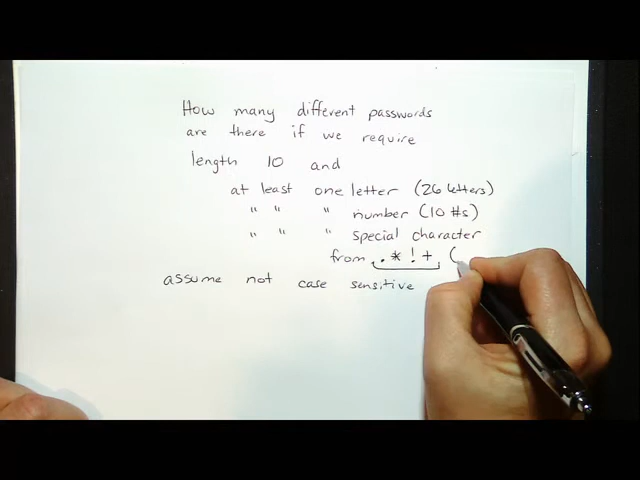 How many different passwords
are there if we require
length 10 and
at least one letter (26 letters)
" " " number (10 #s)
" " " special character
from . * ! + (
assume not case sensitive